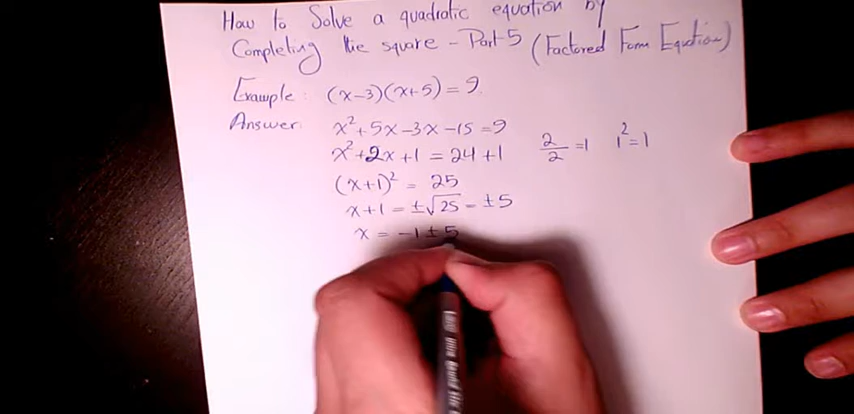 How to Solve a quadratic equation by
Completing the square - Part 5 (Factored Form Equation)
Example: (x-3)(x+5) = 9.
Answer: x² + 5x - 3x - 15 = 9
x² + 2x + 1 = 24 + 1 2/2 = 1 1² = 1
(x+1)² = 25
x + 1 = ±√25 = ±5
x = -1 ± 5